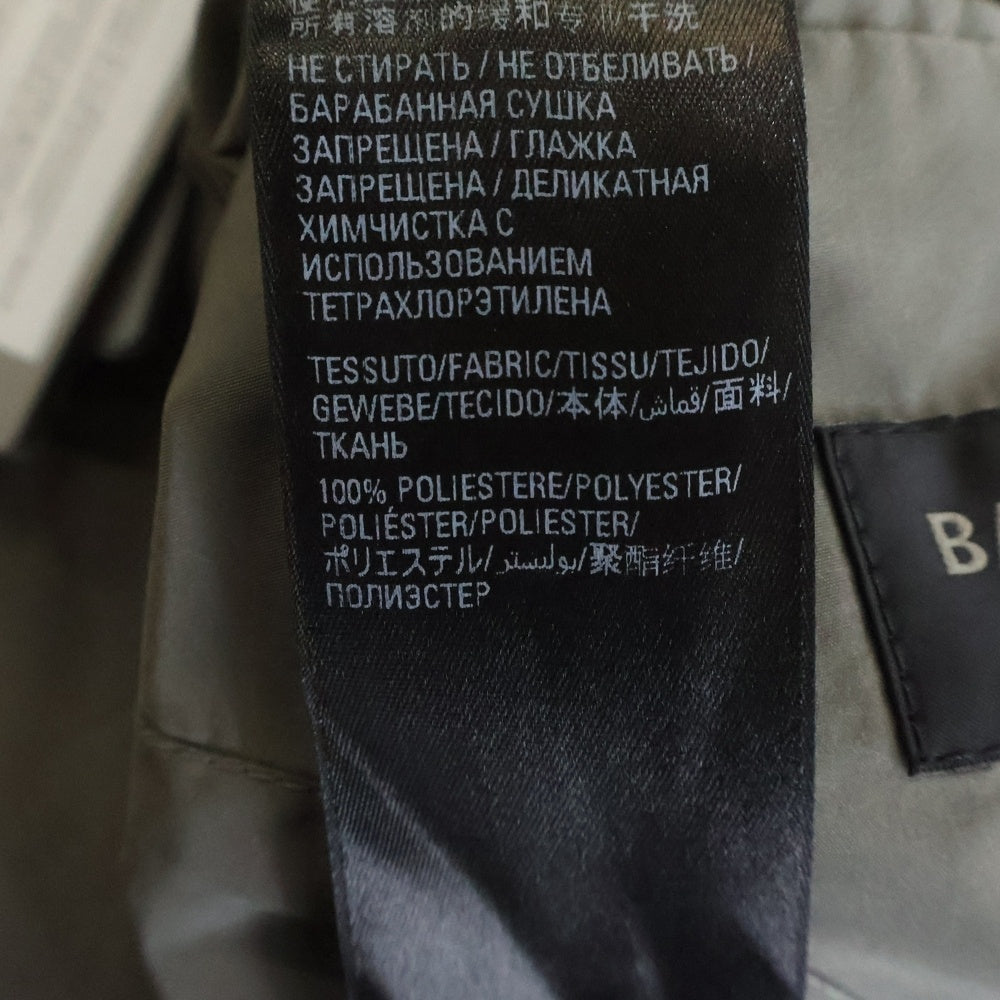 所有溶剂的缓和专业干洗
НЕ СТИРАТЬ / НЕ ОТБЕЛИВАТЬ /
БАРАБАННАЯ СУШКА
ЗАПРЕЩЕНА / ГЛАЖКА
ЗАПРЕЩЕНА / ДЕЛИКАТНАЯ
ХИМЧИСТКА С
ИСПОЛЬЗОВАНИЕМ
ТЕТРАХЛОРЭТИЛЕНА
TESSUTO/FABRIC/TISSU/TEJIDO/
GEWEBE/TECIDO/本体/قماش/面料/
ТКАНЬ
100% POLIESTERE/POLYESTER/
POLIÉSTER/POLIESTER/
ポリエステル/بوليستر/聚酯纤维/
ПОЛИЭСТЕР